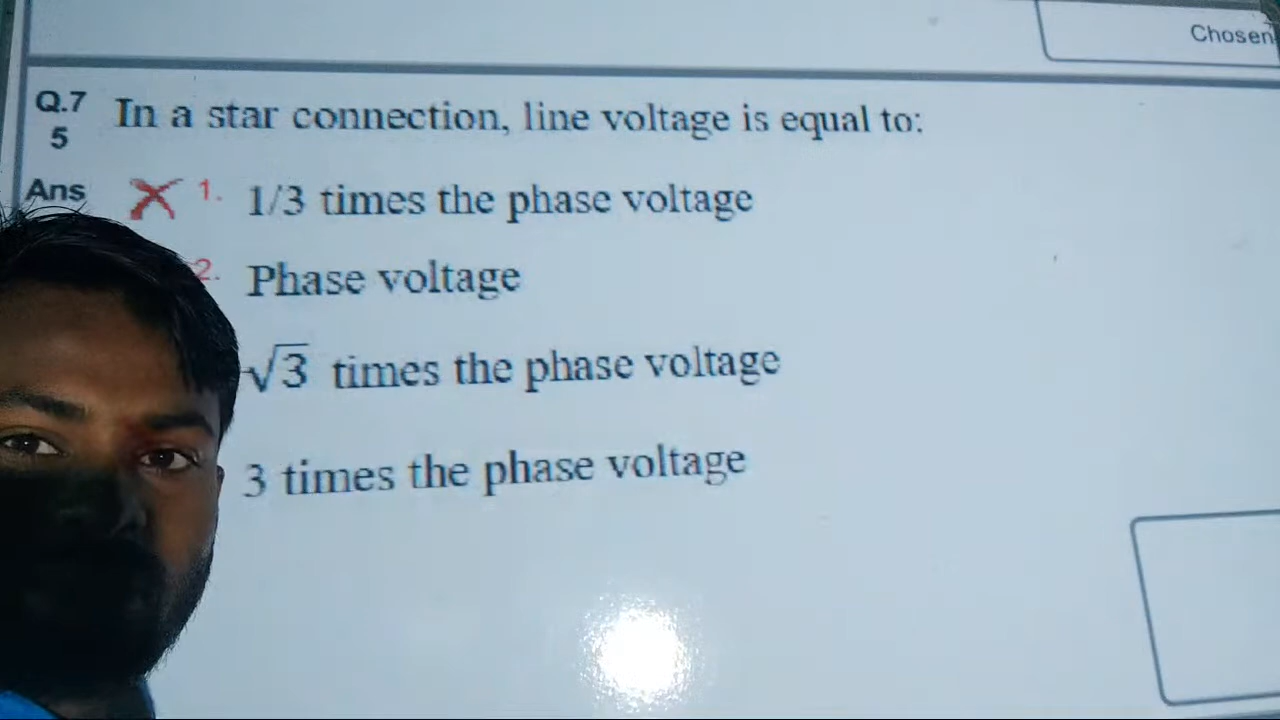 Chosen
Q.7 In a star connection, line voltage is equal to:
5
Ans 1. 1/3 times the phase voltage
2. Phase voltage
√3 times the phase voltage
3 times the phase voltage